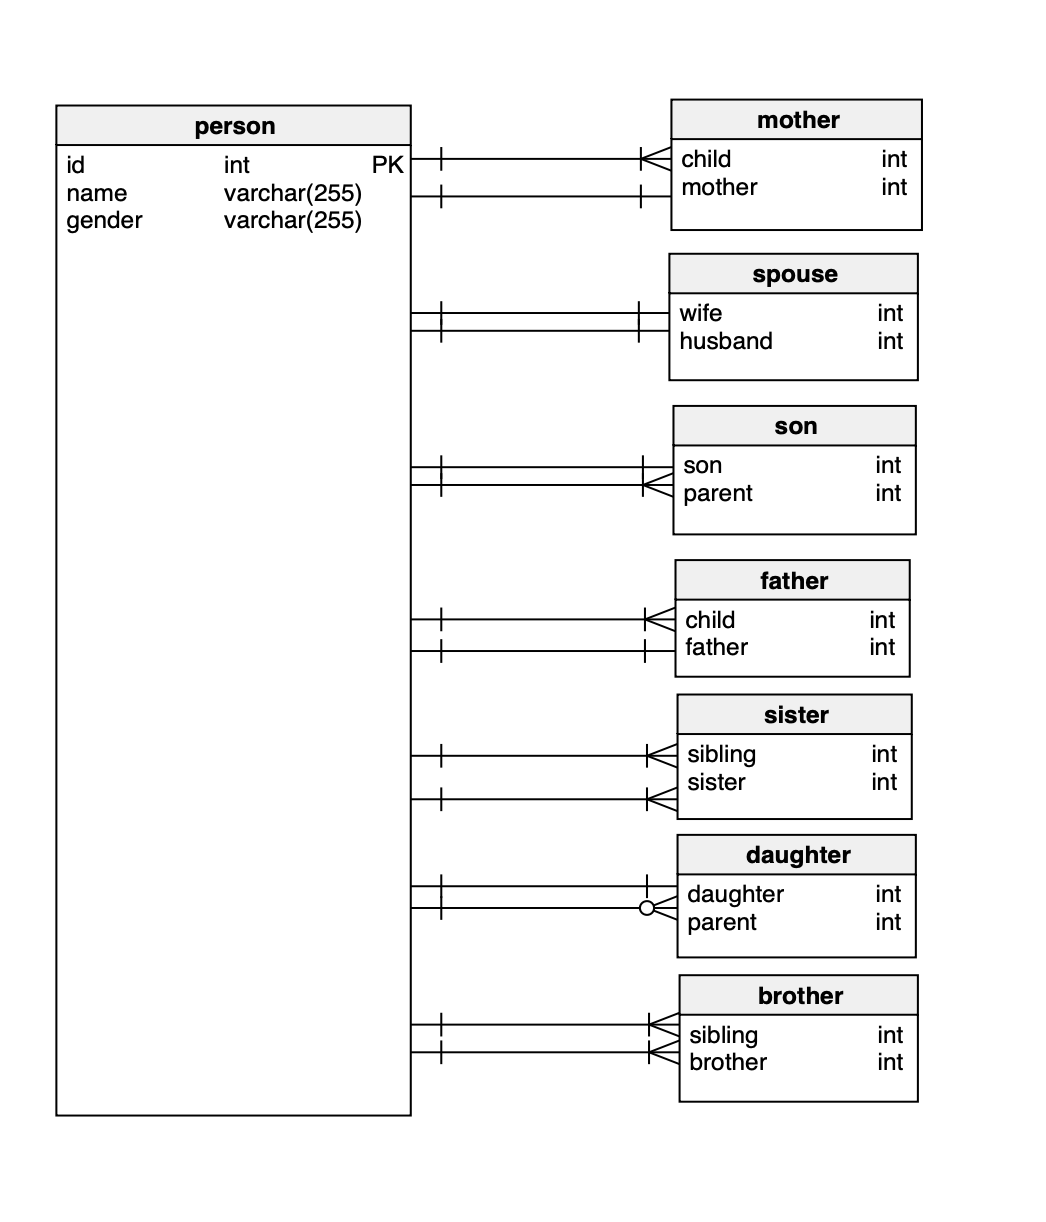 person
id int PK
name varchar(255)
gender varchar(255)
mother
child int
mother int
spouse
wife int
husband int
son
son int
parent int
father
child int
father int
sister
sibling int
sister int
daughter
daughter int
parent int
brother
sibling int
brother int